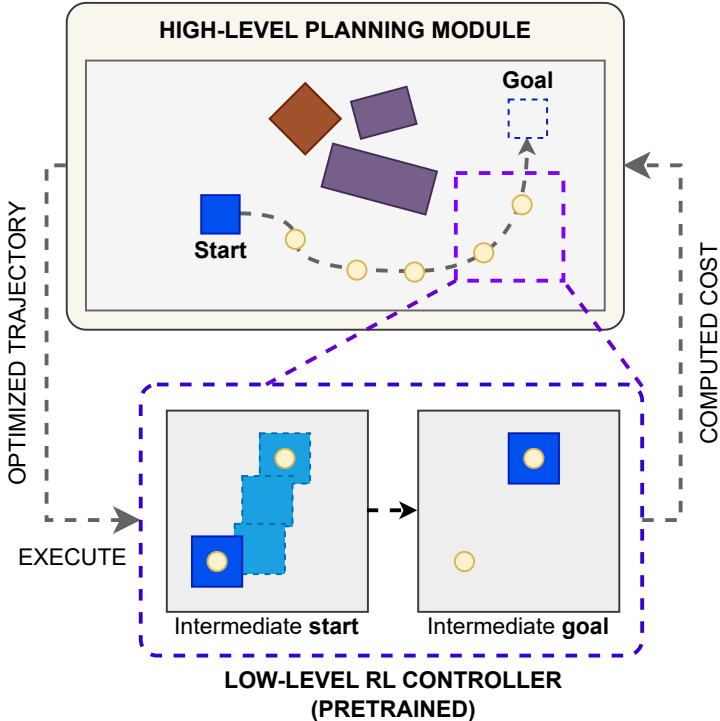 HIGH-LEVEL PLANNING MODULE
Goal
Start
OPTIMIZED TRAJECTORY
COMPUTED COST
EXECUTE
Intermediate start
Intermediate goal
LOW-LEVEL RL CONTROLLER
(PRETRAINED)